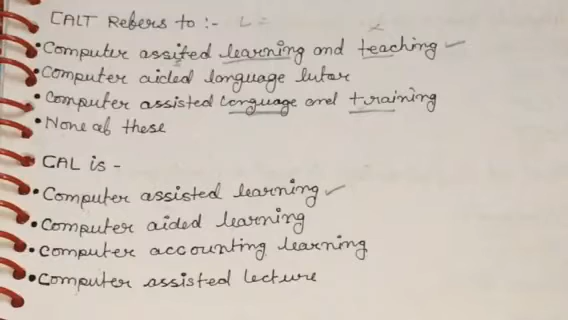 CALT Refers to :- L =
• Computer assited learning and teaching ✓
• Computer aided language tutor
• Computer assisted language and training
• None of these
• CAL is -
• Computer assisted learning ✓
• Computer aided learning
• Computer accounting learning
• Computer assisted lecture